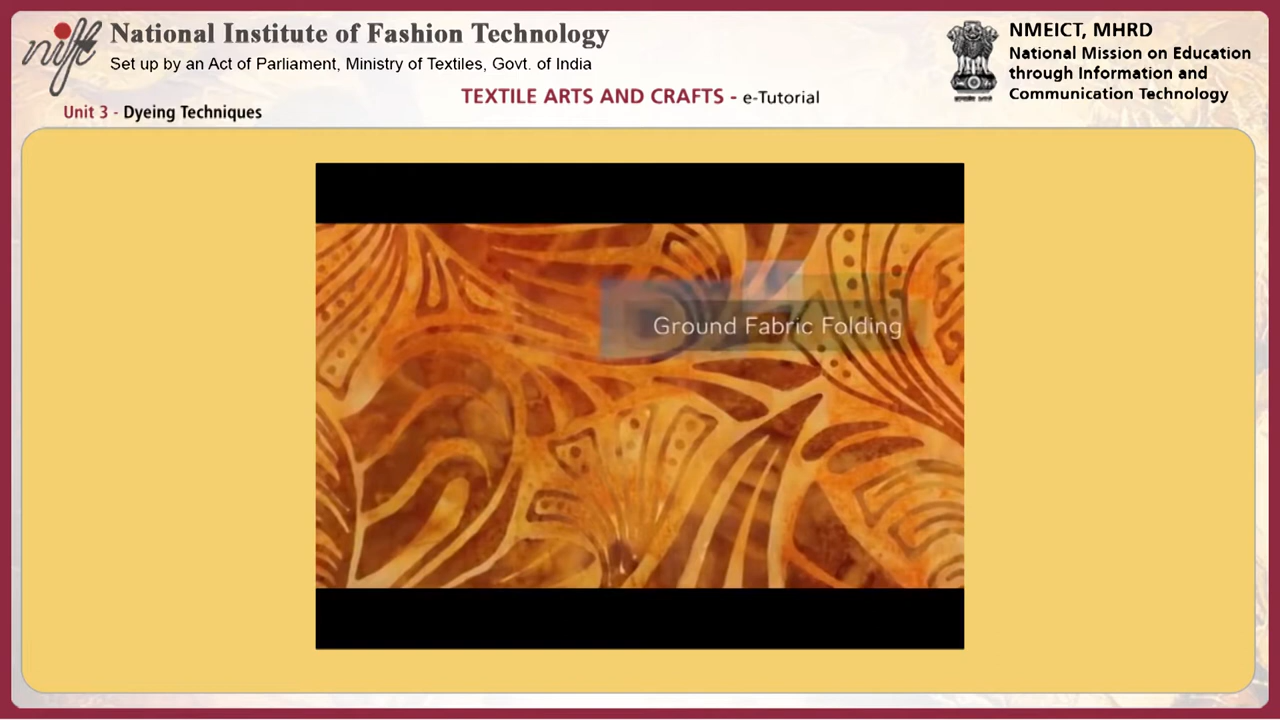 nift
National Institute of Fashion Technology
Set up by an Act of Parliament, Ministry of Textiles, Govt. of India
NMEICT, MHRD
National Mission on Education
through Information and
Communication Technology
TEXTILE ARTS AND CRAFTS - e-Tutorial
Unit 3 - Dyeing Techniques
Ground Fabric Folding